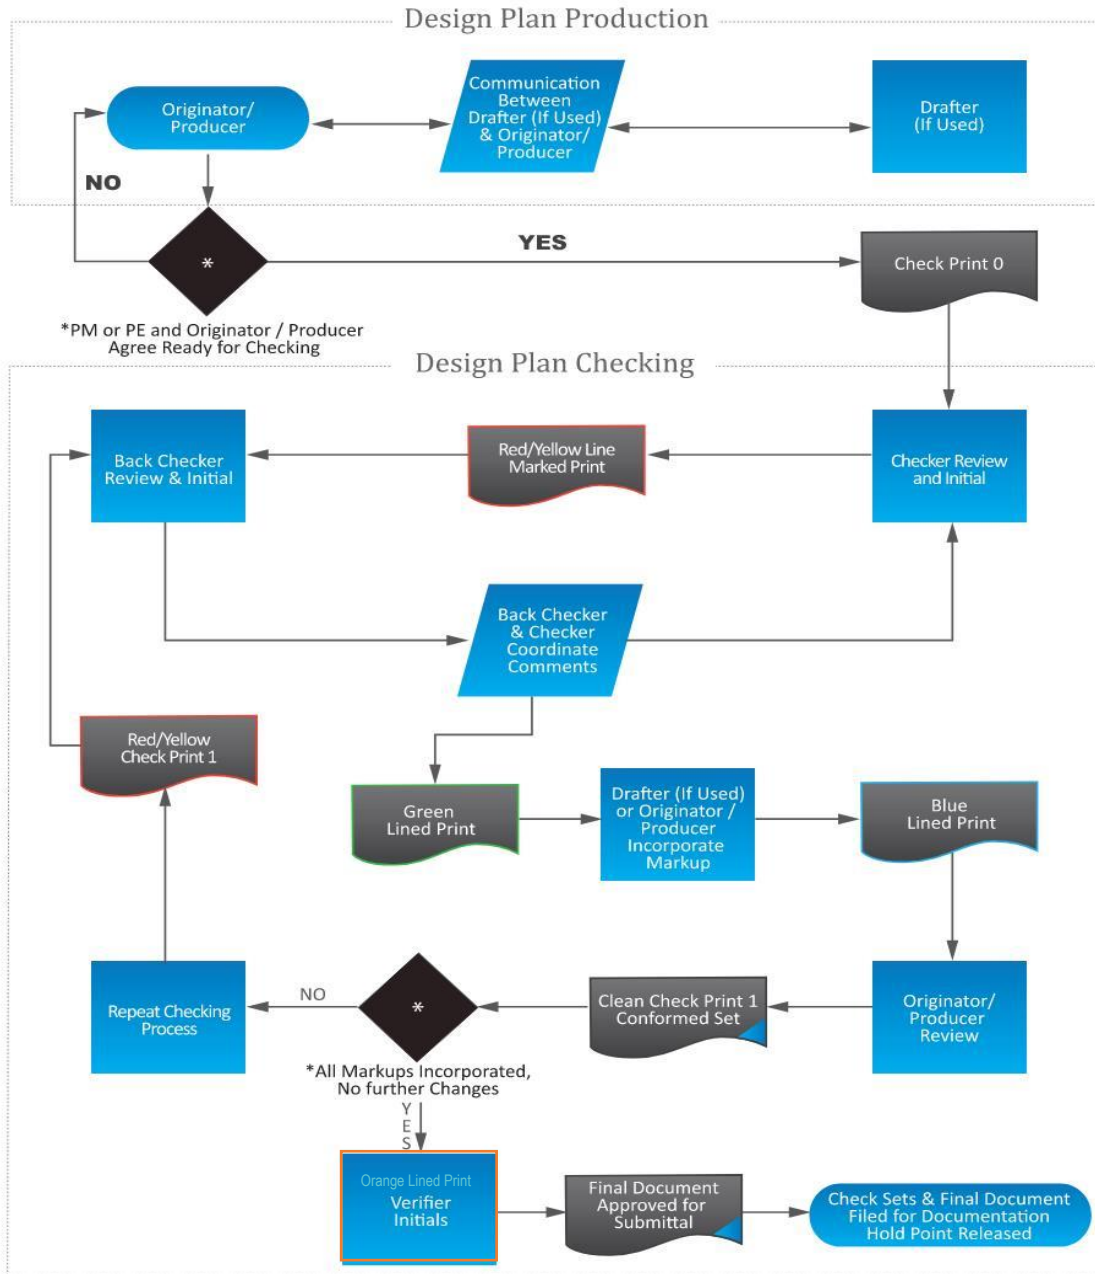 Design Plan Production
Originator/
Producer
Communication
Between
Drafter (If Used)
& Originator/
Producer
Drafter
(If Used)
NO
YES
*
Check Print 0
*PM or PE and Originator / Producer
Agree Ready for Checking
Design Plan Checking
Back Checker
Review & Initial
Red/Yellow Line
Marked Print
Checker Review
and Initial
Back Checker
& Checker
Coordinate
Comments
Red/Yellow
Check Print 1
Green
Lined Print
Drafter (If Used)
or Originator /
Producer
Incorporate
Markup
Blue
Lined Print
Repeat Checking
Process
NO
*
Clean Check Print 1
Conformed Set
Originator/
Producer
Review
*All Markups Incorporated,
No further Changes
Y
E
S
Orange Lined Print
Verifier
Initials
Final Document
Approved for
Submittal
Check Sets & Final Document
Filed for Documentation
Hold Point Released